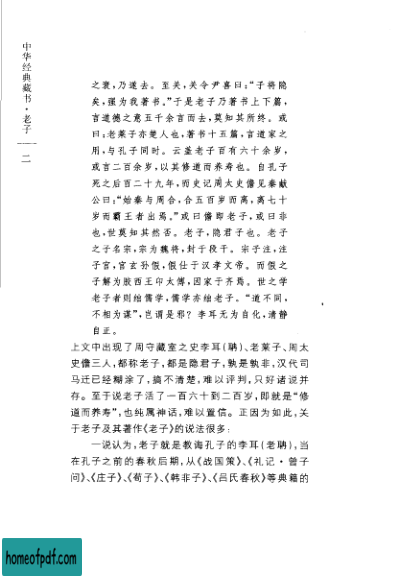 中华经典藏书·老子
二
之衰，乃遂去。至关，关令尹喜曰：“子将隐
矣，强为我著书。”于是老子乃著书上下篇，
言道德之意五千余言而去，莫知其所终。或
曰：老莱子亦楚人也，著书十五篇，言道家之
用，与孔子同时。云盖老子百有六十余岁，
或言二百余岁，以其修道而养寿也。自孔子
死之后百二十九年，而史记周太史儋见秦献
公曰：“始秦与周合，合五百岁而离，离七十
岁而霸王者出焉。”或曰儋即老子，或曰非
也，世莫知其然否。老子，隐君子也。老子
之子名宗，宗为魏将，封于段干。宗子注，注
子宫，宫玄孙假，假仕于汉孝文帝。而假之
子解为胶西王卬太傅，因家于齐焉。世之学
老子者则绌儒学，儒学亦绌老子。“道不同，
不相为谋”，岂谓是邪？李耳无为自化，清静
自正。
上文中出现了周守藏室之史李耳（聃）、老莱子、周太
史儋三人，都称老子，都是隐君子，孰是孰非，汉代司
马迁已经糊涂了，搞不清楚，难以评判，只好诸说并
存。至于说老子活了一百六十到二百岁，即就是“修
道而养寿”，也纯属神话，难以置信。正因为如此，关
于老子及其著作《老子》的说法很多：
一说认为，老子就是教诲孔子的李耳（老聃），当
在孔子之前的春秋后期，从《战国策》、《礼记·曾子
问》、《庄子》、《荀子》、《韩非子》、《吕氏春秋》等典籍的
homeofpdf.com